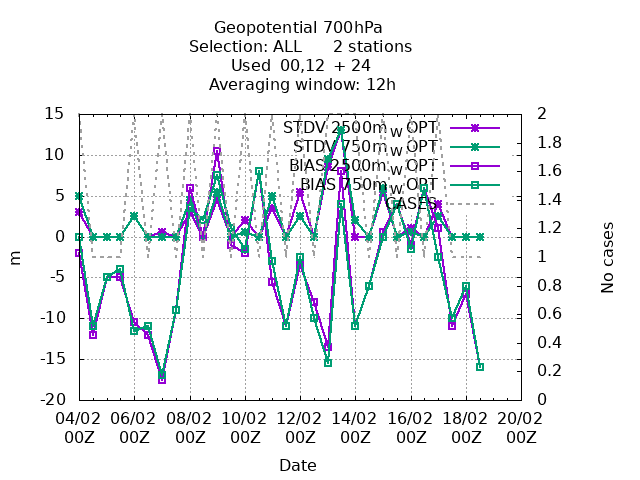 Geopotential 700hPa
Selection: ALL 2 stations
Used 00,12 + 24
Averaging window: 12h
15
10
5
0
-5
-10
-15
-20
m
2
1.8
1.6
1.4
1.2
1
0.8
0.6
0.4
0.2
0
No cases
STDV 2500m_W OPT
STDV 750m_W OPT
BIAS 2500m_W OPT
BIAS 750m_W OPT
CASES
04/02 06/02 08/02 10/02 12/02 14/02 16/02 18/02 20/02
00Z 00Z 00Z 00Z 00Z 00Z 00Z 00Z 00Z
Date